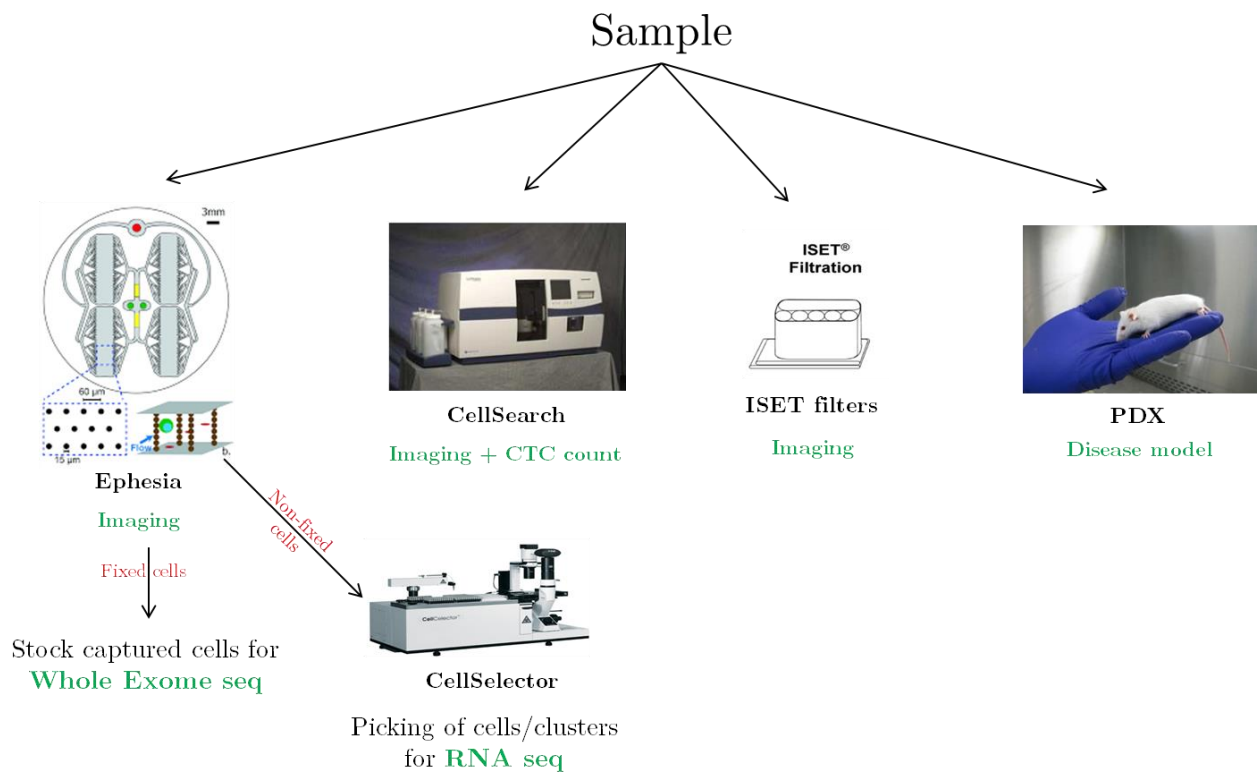 Sample
3mm
60 µm
Flow
15 µm
b.
Ephesia
Imaging
Fixed cells
Stock captured cells for
Whole Exome seq
Non-fixed
cells
CellSearch
Imaging + CTC count
ISET®
Filtration
ISET filters
Imaging
PDX
Disease model
CellCelector
CellSelector
Picking of cells/clusters
for RNA seq